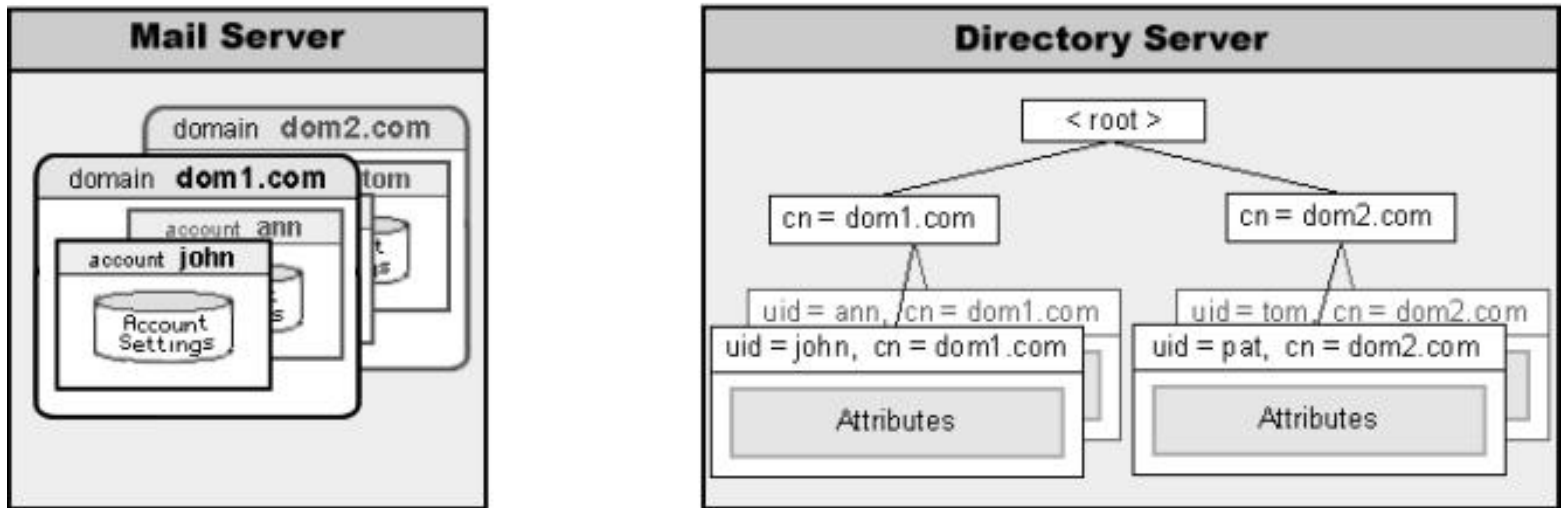 Mail Server
domain dom2.com
tom
domain dom1.com
account ann
account john
Account
Settings
Directory Server
< root >
cn = dom1.com
cn = dom2.com
uid = ann, cn = dom1.com
uid = john, cn = dom1.com
Attributes
uid = tom, cn = dom2.com
uid = pat, cn = dom2.com
Attributes